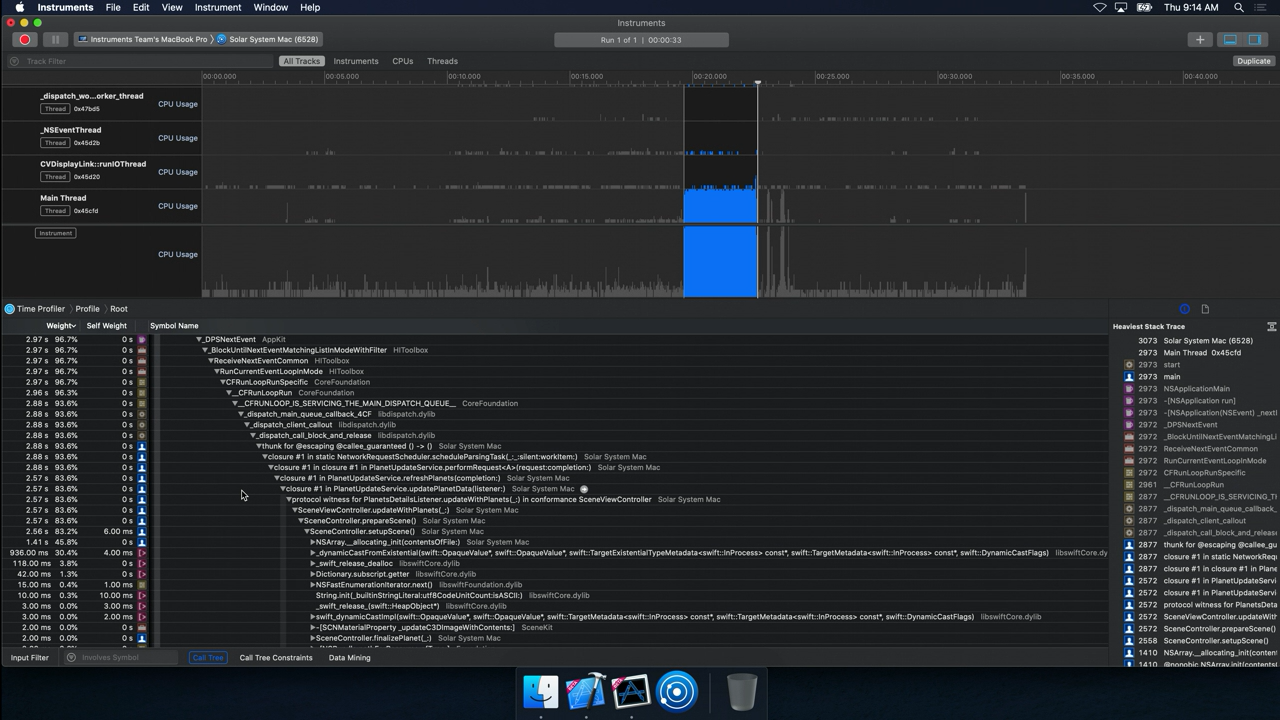 Instruments File Edit View Instrument Window Help Thu 9:14 AM
Instruments
Instruments Team's MacBook Pro Solar System Mac (6528) Run 1 of 1 | 00:00:33
Track Filter All Tracks Instruments CPUs Threads
00:00.000 00:05.000 00:10.000 00:15.000 00:20.000 00:25.000 00:30.000 00:35.000 00:40.000 Duplicate
_dispatch_wo...orker_thread
Thread 0x47bd5 CPU Usage
_NSEventThread
Thread 0x45d2b CPU Usage
CVDisplayLink::runIOThread
Thread 0x45d20 CPU Usage
Main Thread
Thread 0x45cfd CPU Usage
Instrument
CPU Usage
Time Profiler Profile Root
Weight Self Weight Symbol Name
2.97 s 96.7% 0 s _DPSNextEvent AppKit
2.97 s 96.7% 0 s _BlockUntilNextEventMatchingListInModeWithFilter HIToolbox
2.97 s 96.7% 0 s ReceiveNextEventCommon HIToolbox
2.97 s 96.7% 0 s RunCurrentEventLoopInMode HIToolbox
2.97 s 96.7% 0 s CFRunLoopRunSpecific CoreFoundation
2.96 s 96.3% 0 s __CFRunLoopRun CoreFoundation
2.88 s 93.6% 0 s __CFRUNLOOP_IS_SERVICING_THE_MAIN_DISPATCH_QUEUE__ CoreFoundation
2.88 s 93.6% 0 s _dispatch_main_queue_callback_4CF libdispatch.dylib
2.88 s 93.6% 0 s _dispatch_client_callout libdispatch.dylib
2.88 s 93.6% 0 s _dispatch_call_block_and_release libdispatch.dylib
2.88 s 93.6% 0 s thunk for @escaping @callee_guaranteed () -> () Solar System Mac
2.88 s 93.6% 0 s closure #1 in static NetworkRequestScheduler.scheduleParsingTask(_:_:silent:workItem:) Solar System Mac
2.88 s 93.6% 0 s closure #1 in closure #1 in PlanetUpdateService.performRequest<A>(request:completion:) Solar System Mac
2.57 s 83.6% 0 s closure #1 in PlanetUpdateService.refreshPlanets(completion:) Solar System Mac
2.57 s 83.6% 0 s closure #1 in PlanetUpdateService.updatePlanetData(listener:) Solar System Mac
2.57 s 83.6% 0 s protocol witness for PlanetsDetailsListener.updateWithPlanets(_:) in conformance SceneViewController Solar System Mac
2.57 s 83.6% 0 s SceneViewController.updateWithPlanets(_:) Solar System Mac
2.57 s 83.6% 0 s SceneController.prepareScene() Solar System Mac
2.56 s 83.2% 6.00 ms SceneController.setupScene() Solar System Mac
1.41 s 45.8% 0 s NSArray.__allocating_init(contentsOfFile:) Solar System Mac
936.00 ms 30.4% 4.00 ms _dynamicCastFromExistential(swift::OpaqueValue*, swift::OpaqueValue*, swift::TargetExistentialTypeMetadata<swift::InProcess> const*, swift::TargetMetadata<swift::InProcess> const*, swift::DynamicCastFlags) libswiftCore.dy
118.00 ms 3.8% 0 s _swift_release_dealloc libswiftCore.dylib
42.00 ms 1.3% 0 s Dictionary.subscript.getter libswiftCore.dylib
15.00 ms 0.4% 1.00 ms NSFastEnumerationIterator.next() libswiftFoundation.dylib
10.00 ms 0.3% 10.00 ms String.init(_builtinStringLiteral:utf8CodeUnitCount:isASCII:) libswiftCore.dylib
3.00 ms 0.0% 3.00 ms _swift_release_(swift::HeapObject*) libswiftCore.dylib
3.00 ms 0.0% 2.00 ms swift_dynamicCastImpl(swift::OpaqueValue*, swift::OpaqueValue*, swift::TargetMetadata<swift::InProcess> const*, swift::TargetMetadata<swift::InProcess> const*, swift::DynamicCastFlags) libswiftCore.dylib
2.00 ms 0.0% 0 s -[SCNMaterialProperty _updateC3DImageWithContents:] SceneKit
2.00 ms 0.0% 0 s SceneController.finalizePlanet(_:) Solar System Mac
Heaviest Stack Trace
3073 Solar System Mac (6528)
2973 Main Thread 0x45cfd
2973 start
2973 main
2973 NSApplicationMain
2973 -[NSApplication run]
2973 -[NSApplication(NSEvent) _nex
2972 _DPSNextEvent
2972 _BlockUntilNextEventMatchingLi
2972 ReceiveNextEventCommon
2972 RunCurrentEventLoopInMode
2972 CFRunLoopRunSpecific
2961 __CFRunLoopRun
2877 __CFRUNLOOP_IS_SERVICING_
2877 _dispatch_main_queue_callback
2877 _dispatch_client_callout
2877 _dispatch_call_block_and_releas
2877 thunk for @escaping @callee_g
2877 closure #1 in static NetworkReq
2877 closure #1 in closure #1 in Plan
2572 closure #1 in PlanetUpdateServi
2572 closure #1 in PlanetUpdateServi
2572 protocol witness for PlanetsDet
2572 SceneViewController.updateWith
2572 SceneController.prepareScene()
2558 SceneController.setupScene()
1410 NSArray.__allocating_init(conten
1410 @nonobjc NSArray.init(contents
Input Filter Involves Symbol Call Tree Call Tree Constraints Data Mining